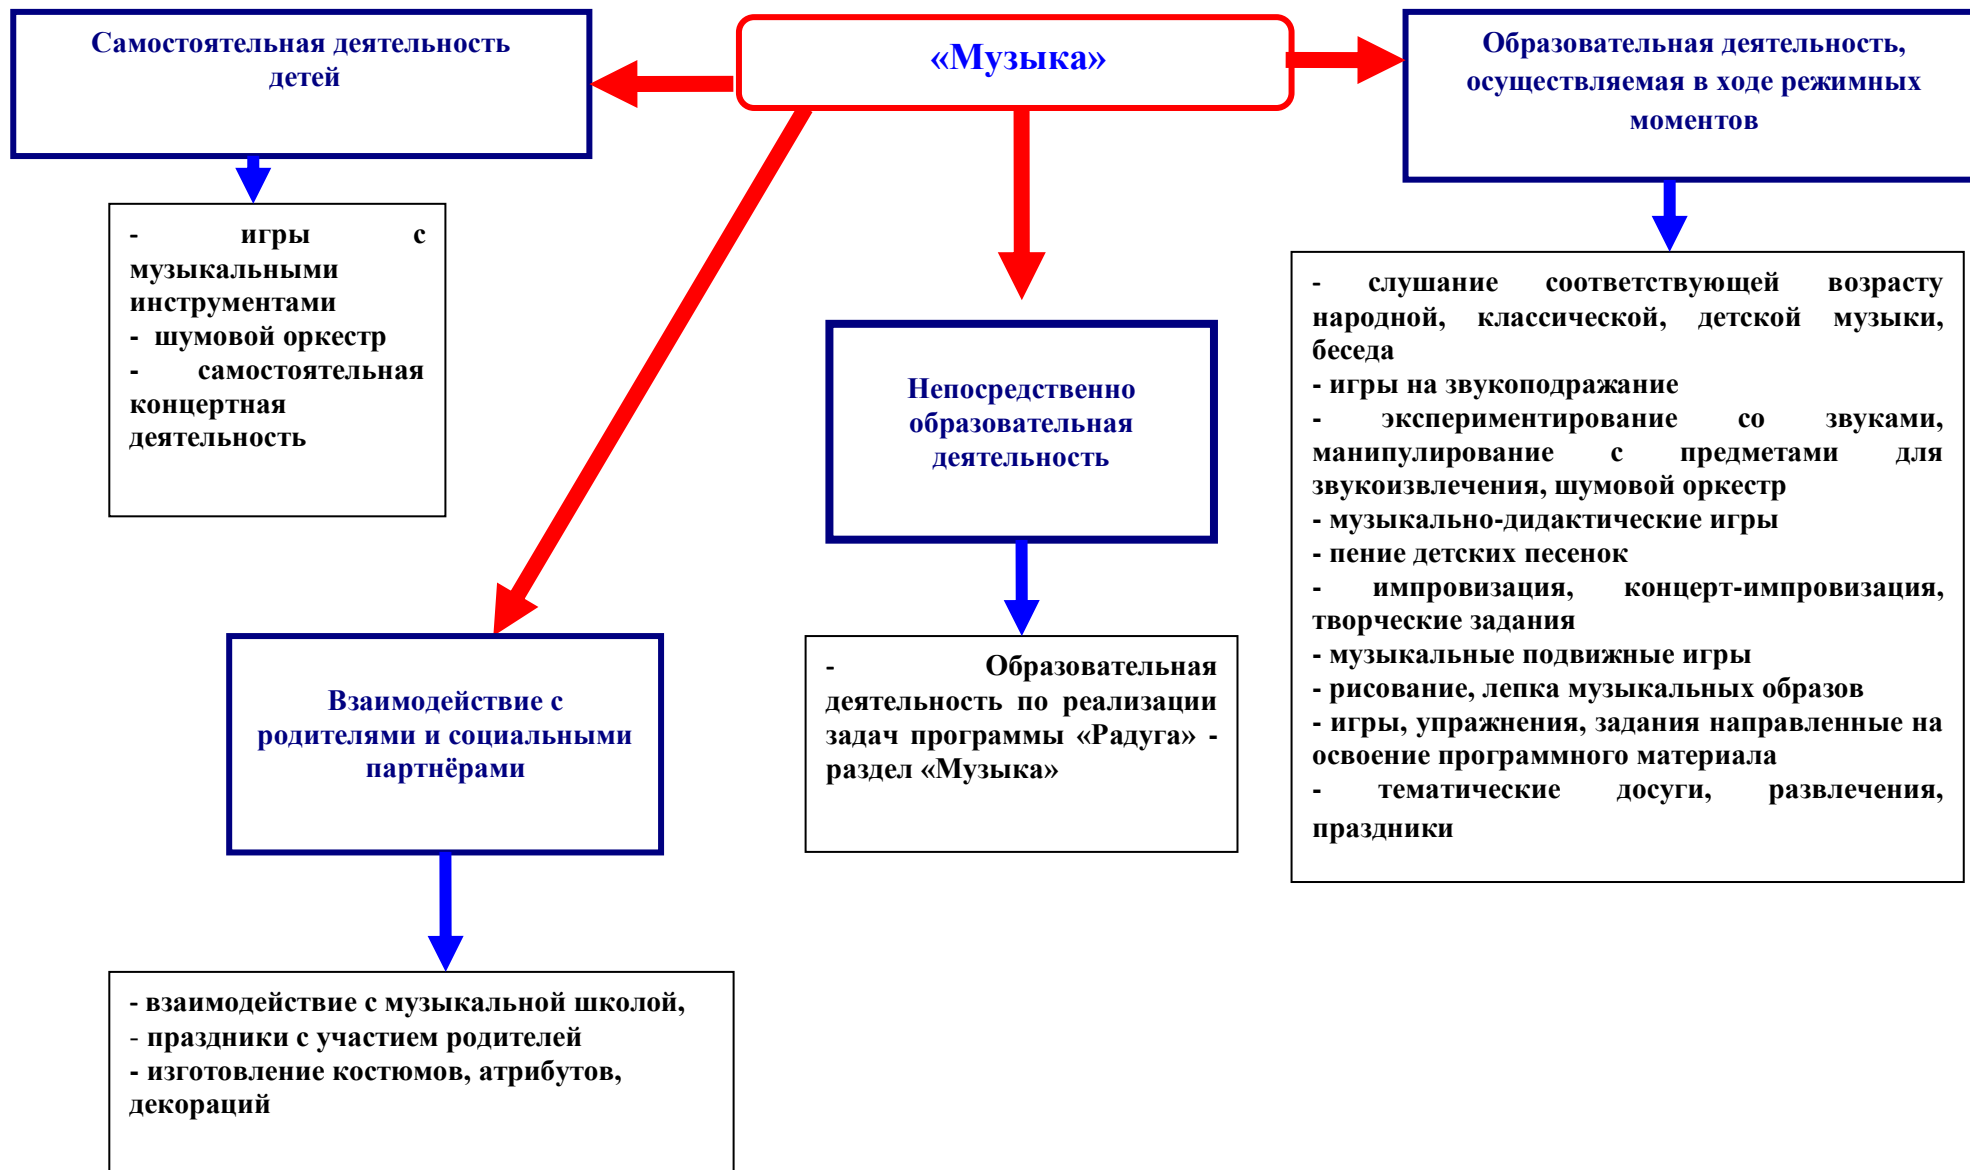 Самостоятельная деятельность
детей
«Музыка»
Образовательная деятельность,
осуществляемая в ходе режимных
моментов
- игры с
музыкальными
инструментами
- шумовой оркестр
- самостоятельная
концертная
деятельность
- слушание соответствующей возрасту
народной, классической, детской музыки,
беседа
- игры на звукоподражание
- экспериментирование со звуками,
манипулирование с предметами для
звукоизвлечения, шумовой оркестр
- музыкально-дидактические игры
- пение детских песенок
- импровизация, концерт-импровизация,
творческие задания
- музыкальные подвижные игры
- рисование, лепка музыкальных образов
- игры, упражнения, задания направленные на
освоение программного материала
- тематические досуги, развлечения,
праздники
Непосредственно
образовательная
деятельность
- Образовательная
деятельность по реализации
задач программы «Радуга» -
раздел «Музыка»
Взаимодействие с
родителями и социальными
партнёрами
- взаимодействие с музыкальной школой,
- праздники с участием родителей
- изготовление костюмов, атрибутов,
декораций